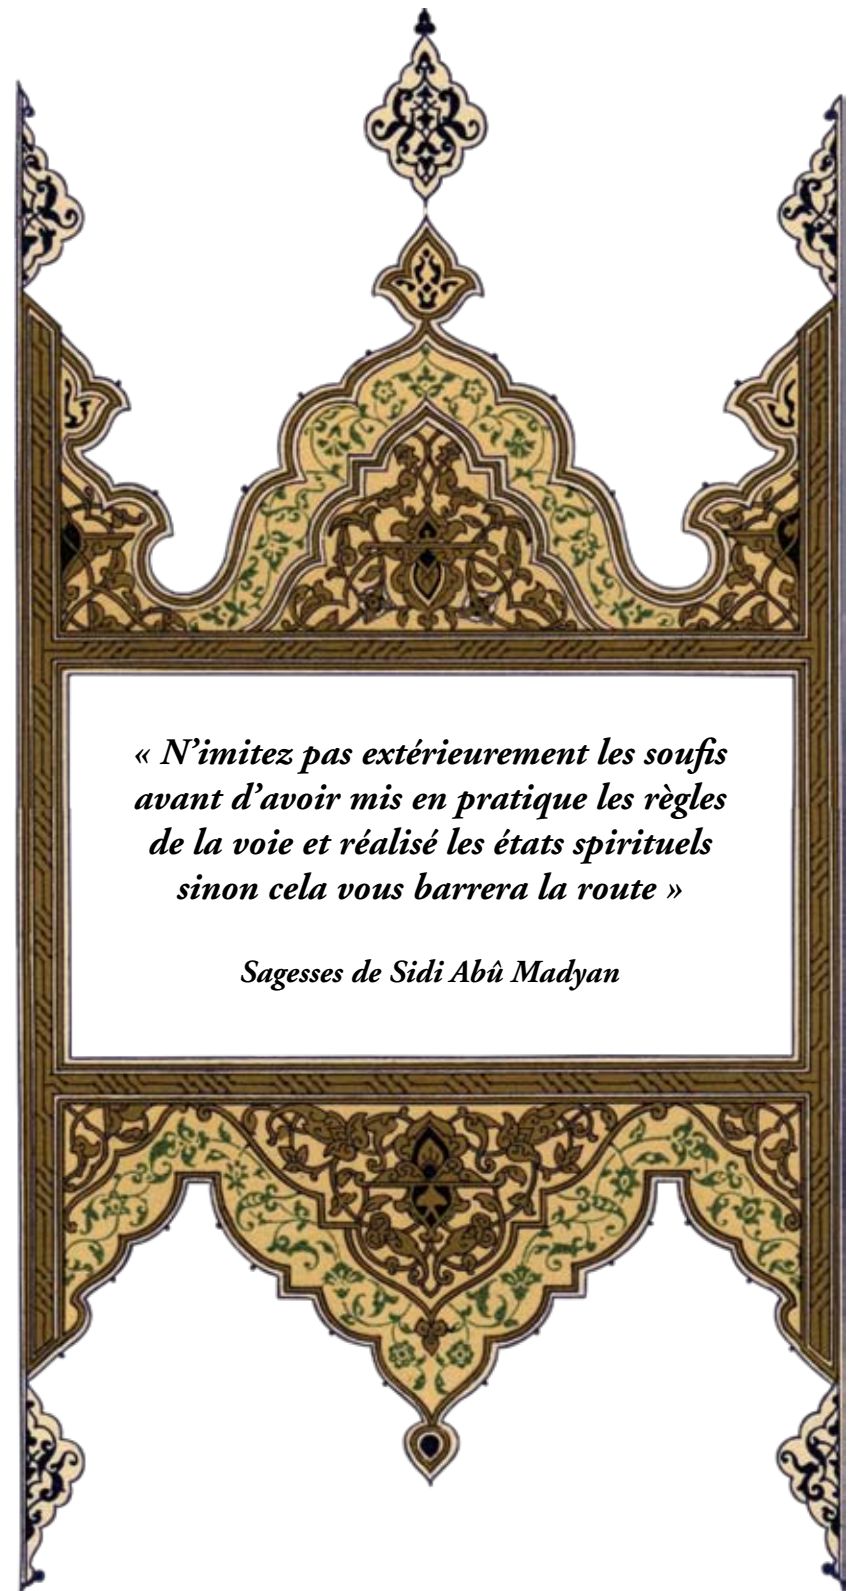 « N’imitez pas extérieurement les soufis
avant d’avoir mis en pratique les règles
de la voie et réalisé les états spirituels
sinon cela vous barrera la route »
Sagesses de Sidi Abû Madyan